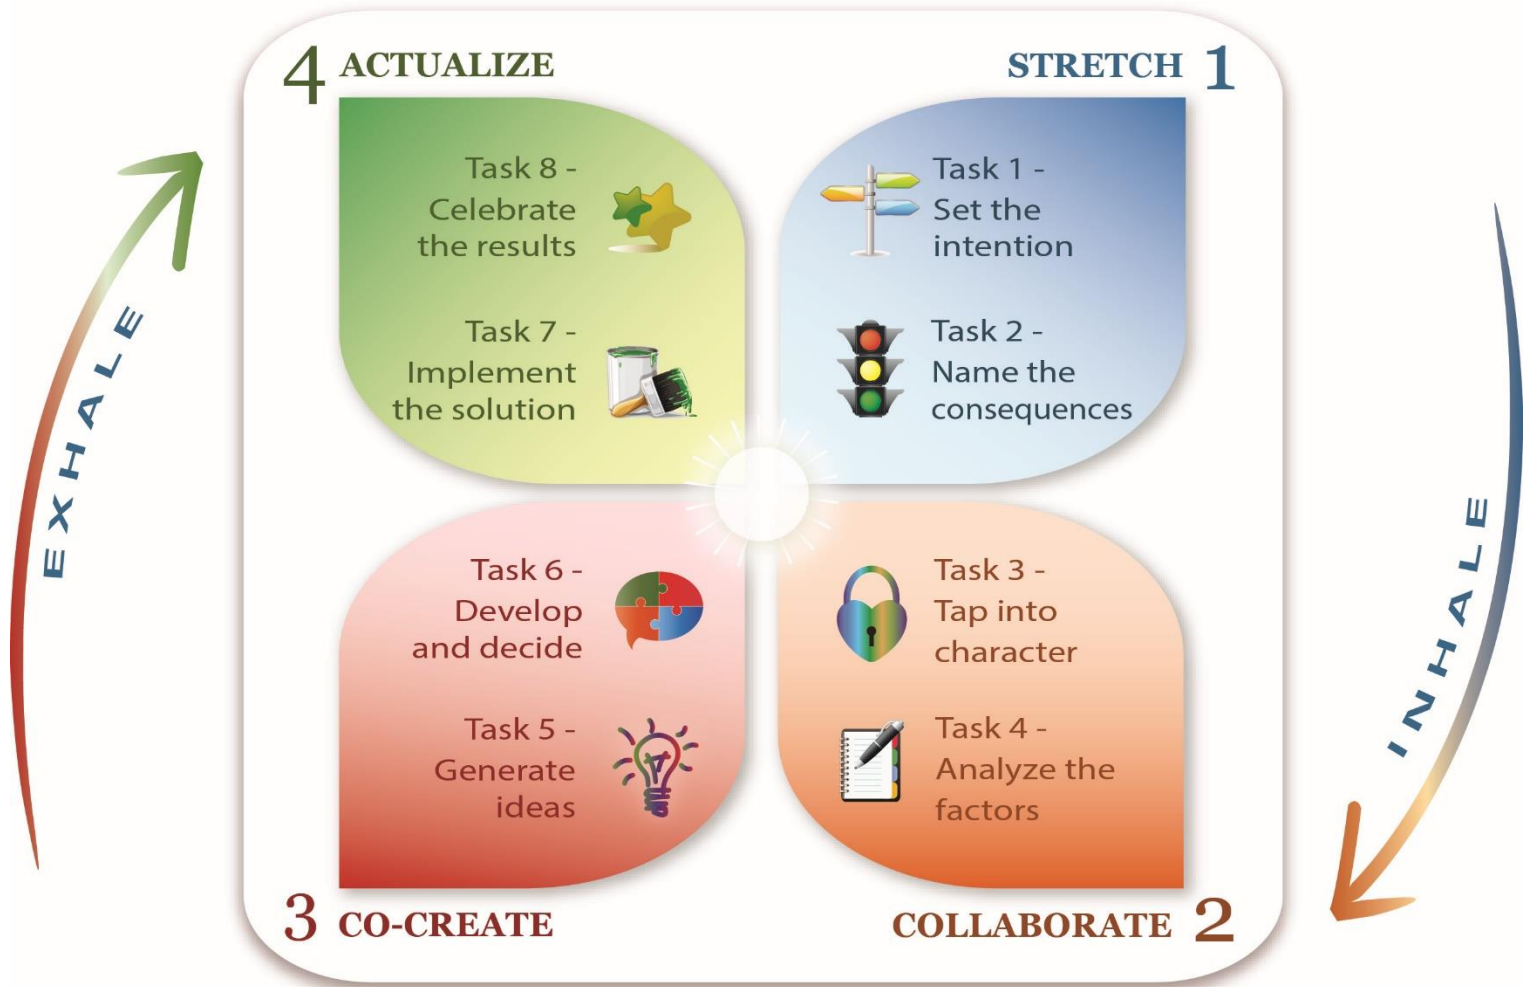 4 ACTUALIZE
Task 8 -
Celebrate
the results
Task 7 -
Implement
the solution
STRETCH 1
Task 1 -
Set the
intention
Task 2 -
Name the
consequences
EXHALE
INHALE
Task 6 -
Develop
and decide
Task 5 -
Generate
ideas
3 CO-CREATE
Task 3 -
Tap into
character
Task 4 -
Analyze the
factors
COLLABORATE 2